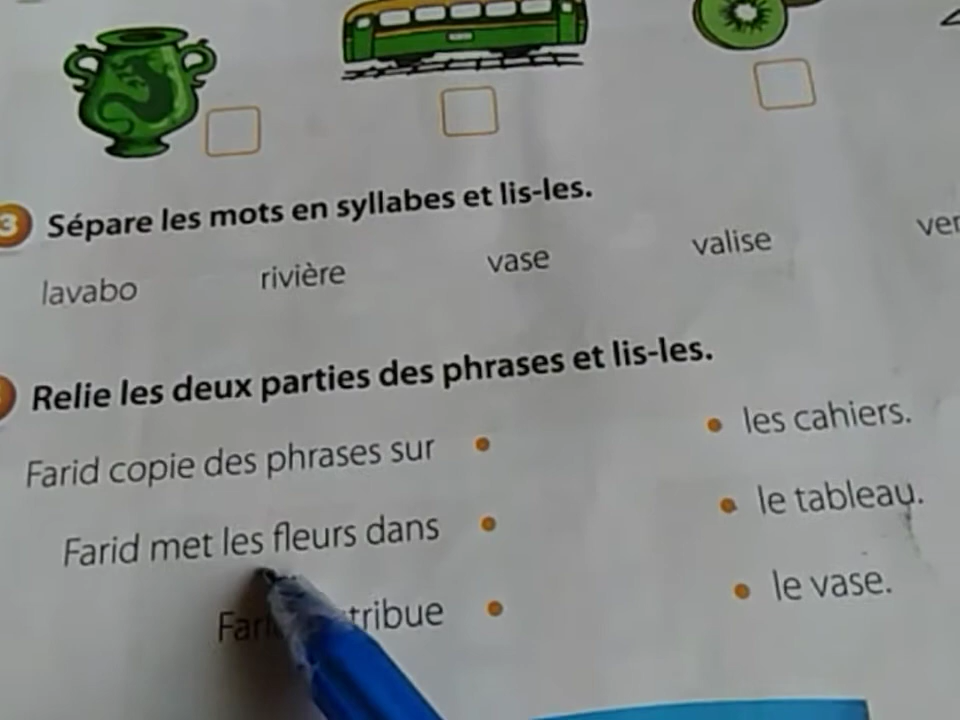 3 Sépare les mots en syllabes et lis-les.
lavabo rivière vase valise
Relie les deux parties des phrases et lis-les.
Farid copie des phrases sur • • les cahiers.
Farid met les fleurs dans • • le tableau.
• • le vase.